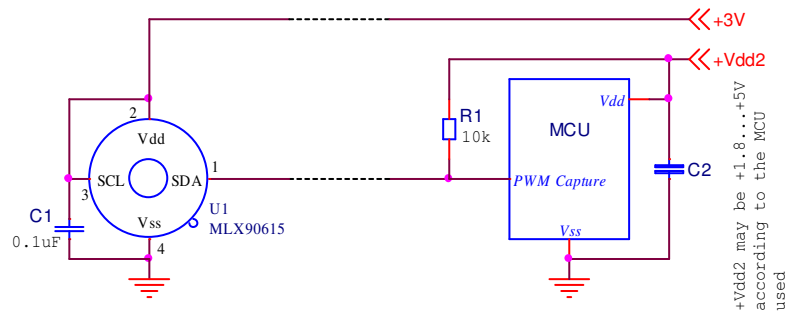 +3V
+Vdd2
2
Vdd
SCL
SDA
1
3
Vss
4
U1
MLX90615
C1
0.1uF
R1
10k
MCU
Vdd
PWM Capture
Vss
C2
+Vdd2 may be +1.8...+5V
according to the MCU
used